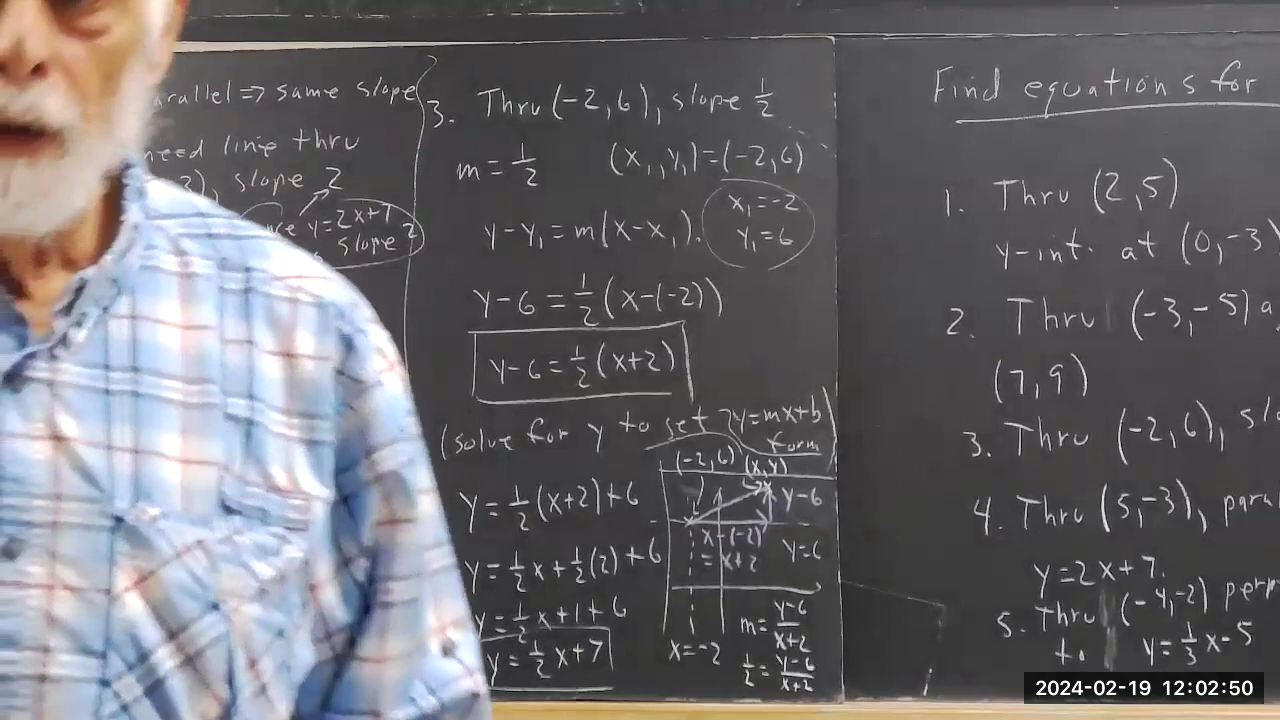 arallel => same slope
need line thru
2), slope 2
y=2x+7
slope 2
3. Thru (-2,6), slope 1/2
m = 1/2 (x₁,y₁)=(-2,6)
x₁=-2
y₁=6
y-y₁=m(x-x₁).
y-6=1/2(x-(-2))
y-6=1/2(x+2)
(solve for y to get y=mx+b
form)
y=1/2(x+2)+6
y=1/2x+1/2(2)+6
y=1/2x+1+6
y=1/2x+7
(-2,6) (x,y)
y-6
x-(-2)
=x+2
y=6
x=-2
m=y-6/x+2
1/2=y-6/x+2
Find equations for
1. Thru (2,5)
y-int. at (0,-3)
2. Thru (-3,-5) a
(7,9)
3. Thru (-2,6), slo
4. Thru (5,-3), para
y=2x+7.
5. Thru (-4,-2) perp
to y=1/3x-5
2024-02-19 12:02:50